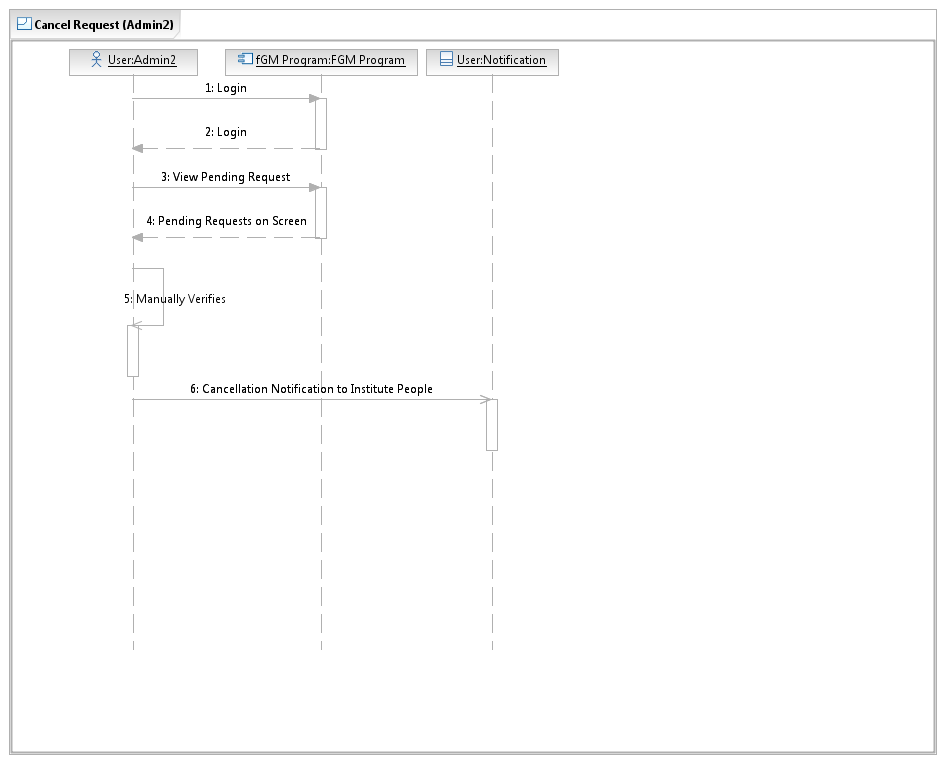 Cancel Request (Admin2)
User:Admin2
fGM Program:FGM Program
User:Notification
1: Login
2: Login
3: View Pending Request
4: Pending Requests on Screen
5: Manually Verifies
6: Cancellation Notification to Institute People